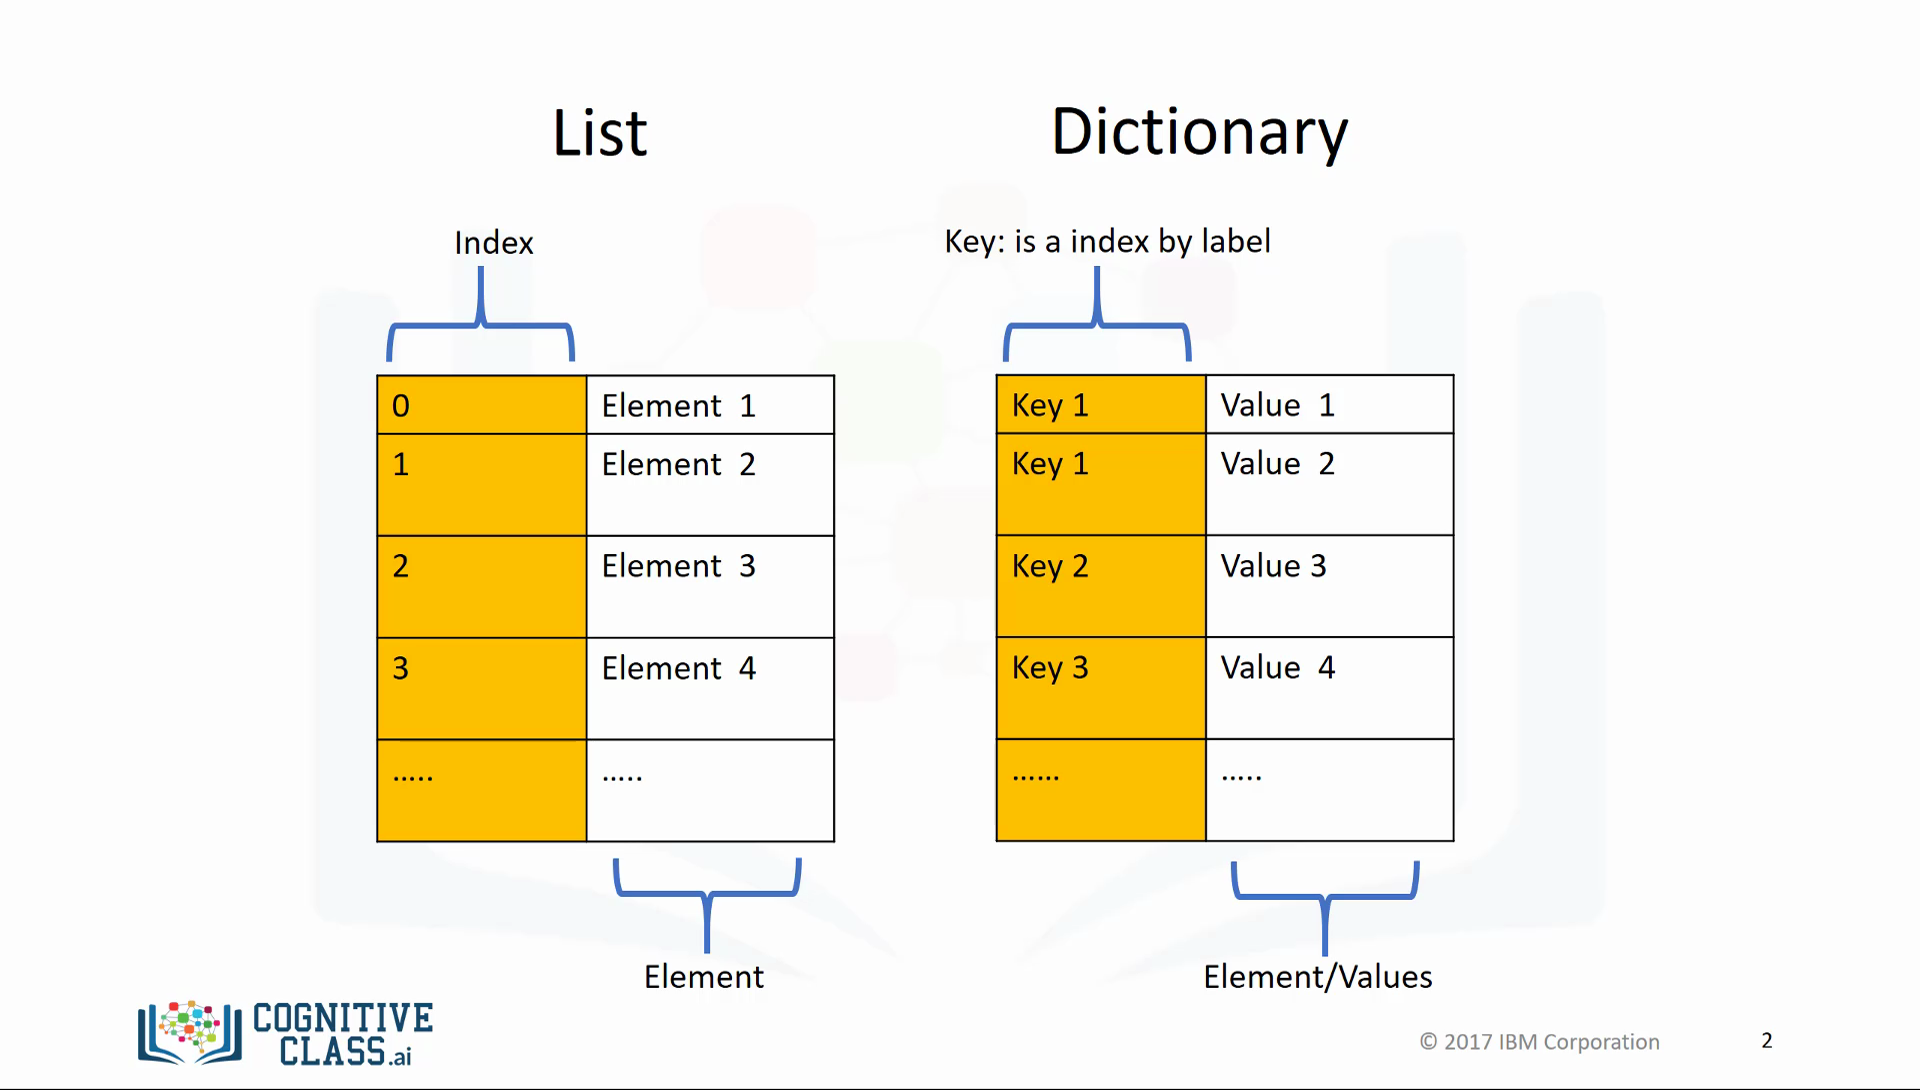 List
Dictionary
Index
Key: is a index by label
0 Element 1
1 Element 2
2 Element 3
3 Element 4
..... .....
Key 1 Value 1
Key 1 Value 2
Key 2 Value 3
Key 3 Value 4
...... .....
Element
Element/Values
COGNITIVE
CLASS.ai
© 2017 IBM Corporation
2